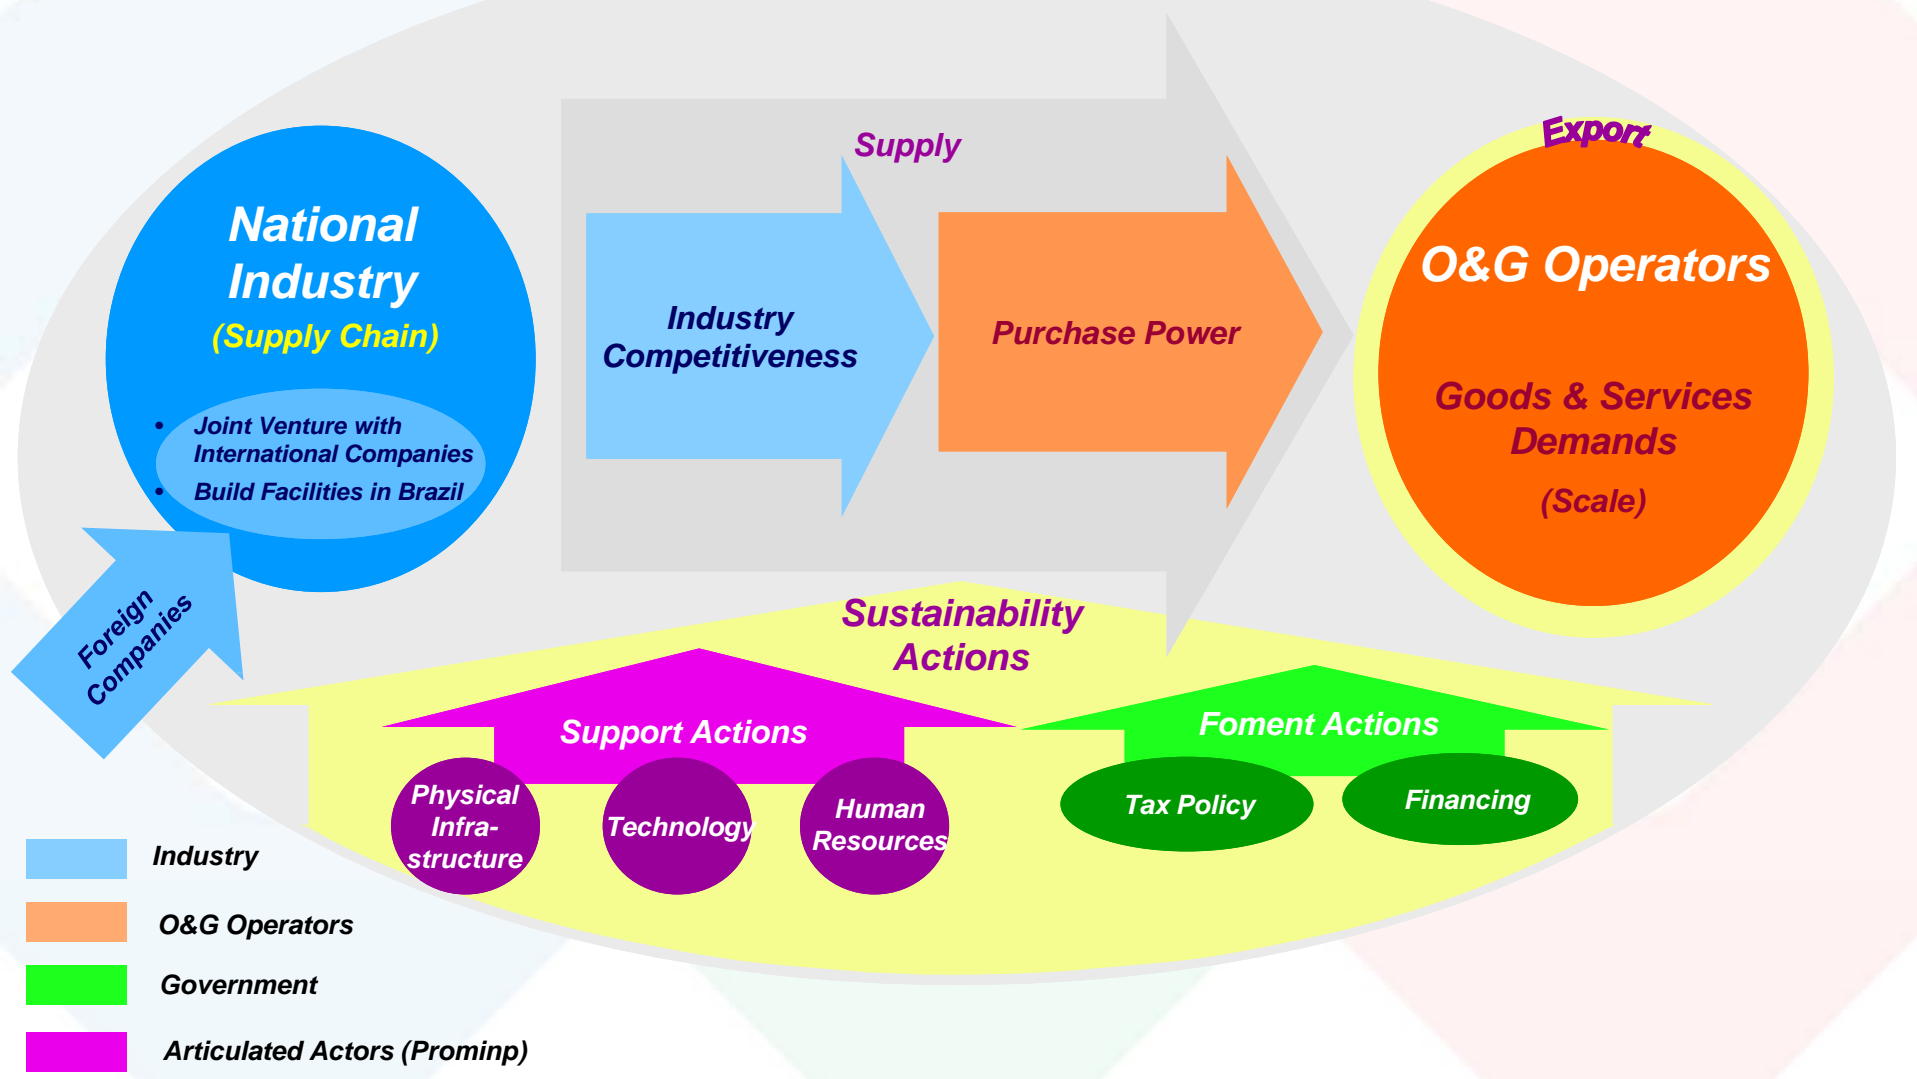 Export
Supply
National
Industry
(Supply Chain)
• Joint Venture with
International Companies
• Build Facilities in Brazil
Foreign
Companies
Industry
Competitiveness
Purchase Power
O&G Operators
Goods & Services
Demands
(Scale)
Sustainability
Actions
Support Actions
Physical
Infra-
structure
Technology
Human
Resources
Foment Actions
Tax Policy
Financing
Industry
O&G Operators
Government
Articulated Actors (Prominp)